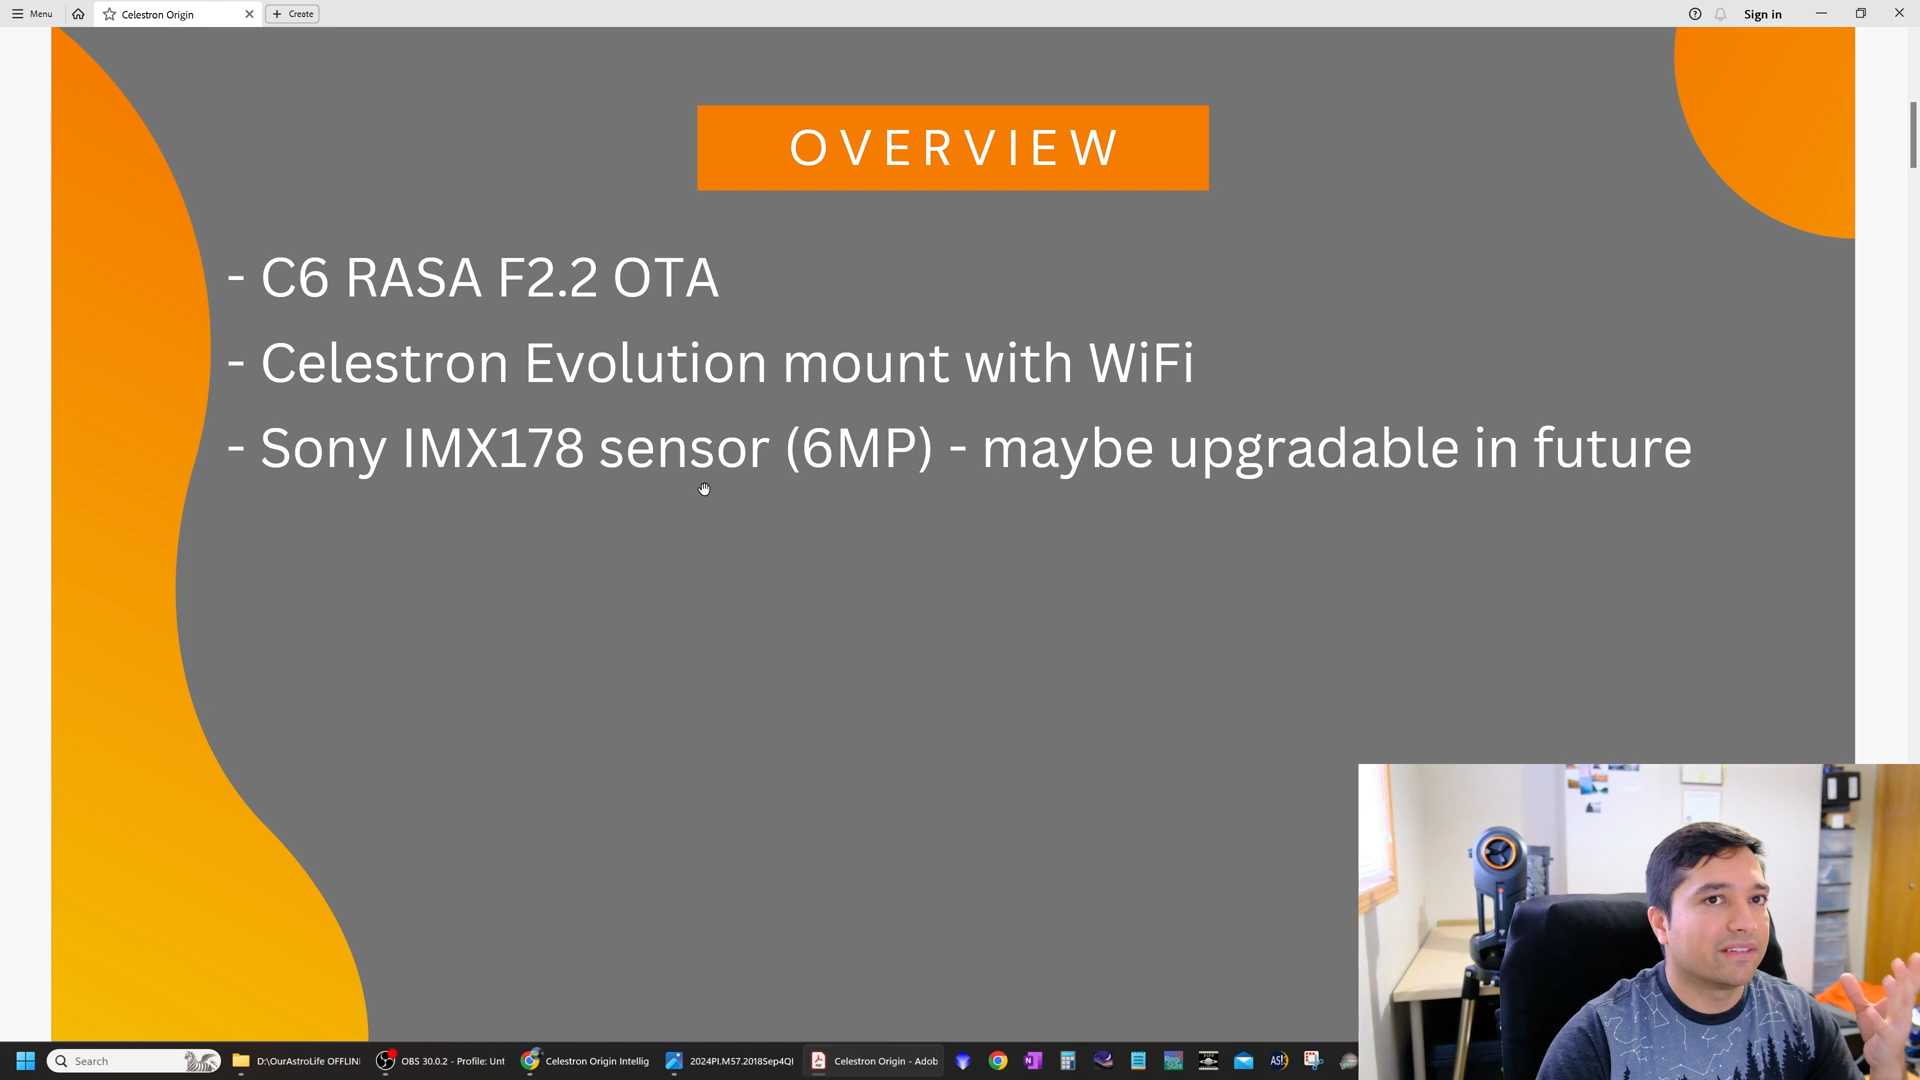 Menu
Celestron Origin
Create
Sign in
OVERVIEW
- C6 RASA F2.2 OTA
- Celestron Evolution mount with WiFi
- Sony IMX178 sensor (6MP) - maybe upgradable in future
Search
D:\OurAstroLife OFFLIN
OBS 30.0.2 - Profile: Unt
Celestron Origin Intellig
2024PI.M57.2018Sep4QI
Celestron Origin - Adob